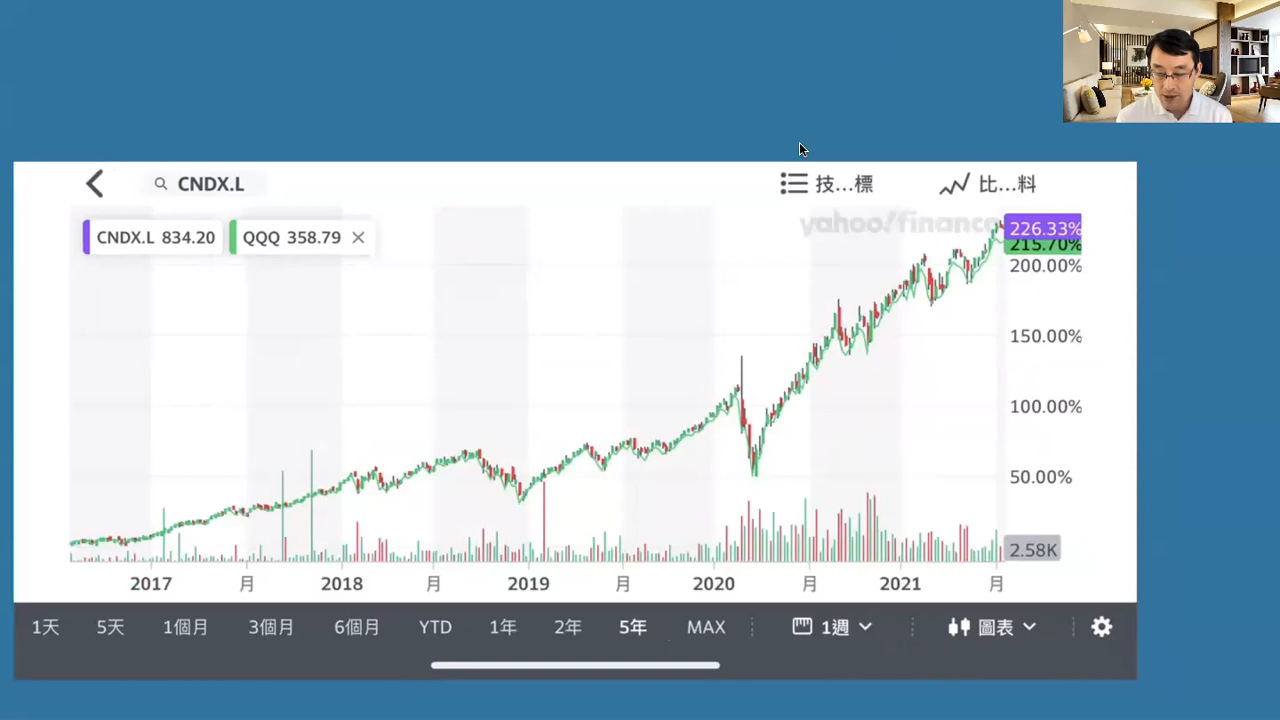 CNDX.L 技...標 比...料
yahoo!finance
CNDX.L 834.20 QQQ 358.79
226.33%
215.70%
200.00%
150.00%
100.00%
50.00%
2.58K
2017 月 2018 月 2019 月 2020 月 2021 月
1天 5天 1個月 3個月 6個月 YTD 1年 2年 5年 MAX 1週 圖表